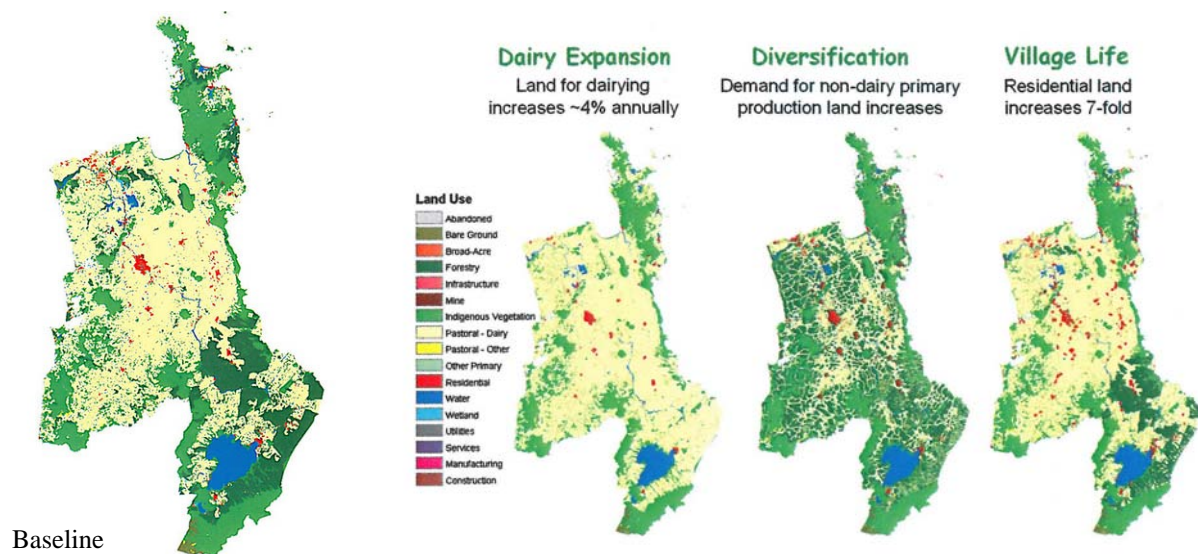 Dairy Expansion
Land for dairying
increases ~4% annually
Diversification
Demand for non-dairy primary
production land increases
Village Life
Residential land
increases 7-fold
Land Use
Abandoned
Bare Ground
Broad-Acre
Forestry
Infrastructure
Mine
Indigenous Vegetation
Pastoral - Dairy
Pastoral - Other
Other Primary
Residential
Water
Wetland
Utilities
Services
Manufacturing
Construction
Baseline